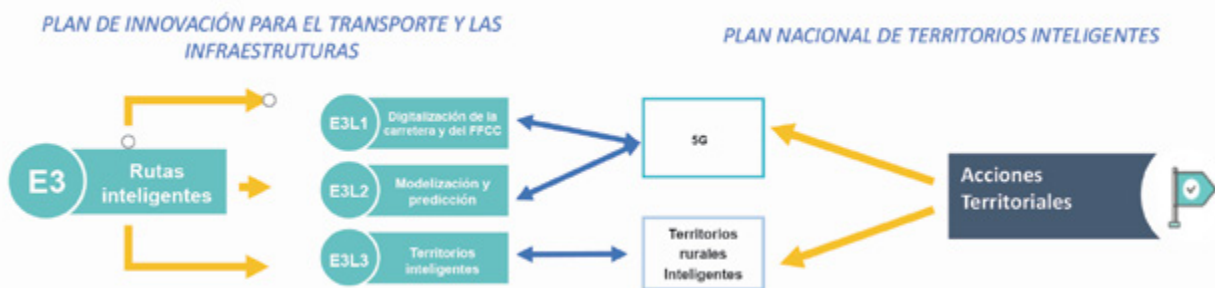 PLAN DE INNOVACIÓN PARA EL TRANSPORTE Y LAS
INFRAESTRUTURAS
PLAN NACIONAL DE TERRITORIOS INTELIGENTES
E3
Rutas
inteligentes
E3L1
Digitalización de la
carretera y del FFCC
E3L2
Modelización y
predicción
E3L3
Territorios
inteligentes
5G
Territorios
rurales
Inteligentes
Acciones
Territoriales